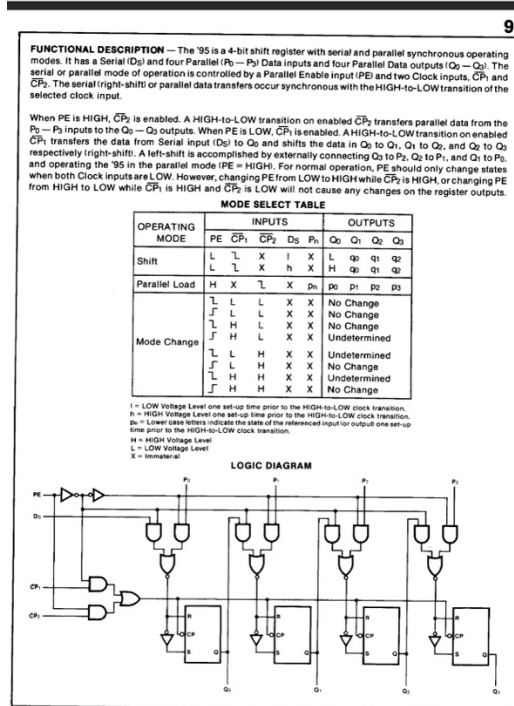 9
FUNCTIONAL DESCRIPTION — The '95 is a 4-bit shift register with serial and parallel synchronous operating
modes. It has a Serial (DS) and four Parallel (P0 — P3) Data inputs and four Parallel Data outputs (Q0 — Q3). The
serial or parallel mode of operation is controlled by a Parallel Enable input (PE) and two Clock inputs, C̅P̅1 and
C̅P̅2. The serial (right-shift) or parallel data transfers occur synchronous with the HIGH-to-LOW transition of the
selected clock input.
When PE is HIGH, C̅P̅2 is enabled. A HIGH-to-LOW transition on enabled C̅P̅2 transfers parallel data from the
P0 — P3 inputs to the Q0 — Q3 outputs. When PE is LOW, C̅P̅1 is enabled. A HIGH-to-LOW transition on enabled
C̅P̅1 transfers the data from Serial input (DS) to Q0 and shifts the data in Q0 to Q1, Q1 to Q2, and Q2 to Q3
respectively (right-shift). A left-shift is accomplished by externally connecting Q3 to P2, Q2 to P1, and Q1 to P0,
and operating the '95 in the parallel mode (PE = HIGH). For normal operation, PE should only change states
when both Clock inputs are LOW. However, changing PE from LOW to HIGH while C̅P̅2 is HIGH, or changing PE
from HIGH to LOW while C̅P̅1 is HIGH and C̅P̅2 is LOW will not cause any changes on the register outputs.
MODE SELECT TABLE
OPERATING MODE INPUTS OUTPUTS
PE C̅P̅1 C̅P̅2 DS Pn Q0 Q1 Q2 Q3
Shift L ʅ X l X L q0 q1 q2
L ʅ X h X H q0 q1 q2
Parallel Load H X ʅ X pn p0 p1 p2 p3
Mode Change ʅ L L X X No Change
ʃ L L X X No Change
ʅ H L X X No Change
ʃ H L X X Undetermined
ʅ L H X X Undetermined
ʃ L H X X No Change
ʅ H H X X Undetermined
ʃ H H X X No Change
l = LOW Voltage Level one set-up time prior to the HIGH-to-LOW clock transition.
h = HIGH Voltage Level one set-up time prior to the HIGH-to-LOW clock transition.
pn = Lower case letters indicate the state of the referenced input (or output) one set-up
time prior to the HIGH-to-LOW clock transition.
H = HIGH Voltage Level
L = LOW Voltage Level
X = Immaterial
LOGIC DIAGRAM
PE
DS
CP1
CP2
R CP S Q
R CP S Q
R CP S Q
R CP S Q
Q0 Q1 Q2 Q3